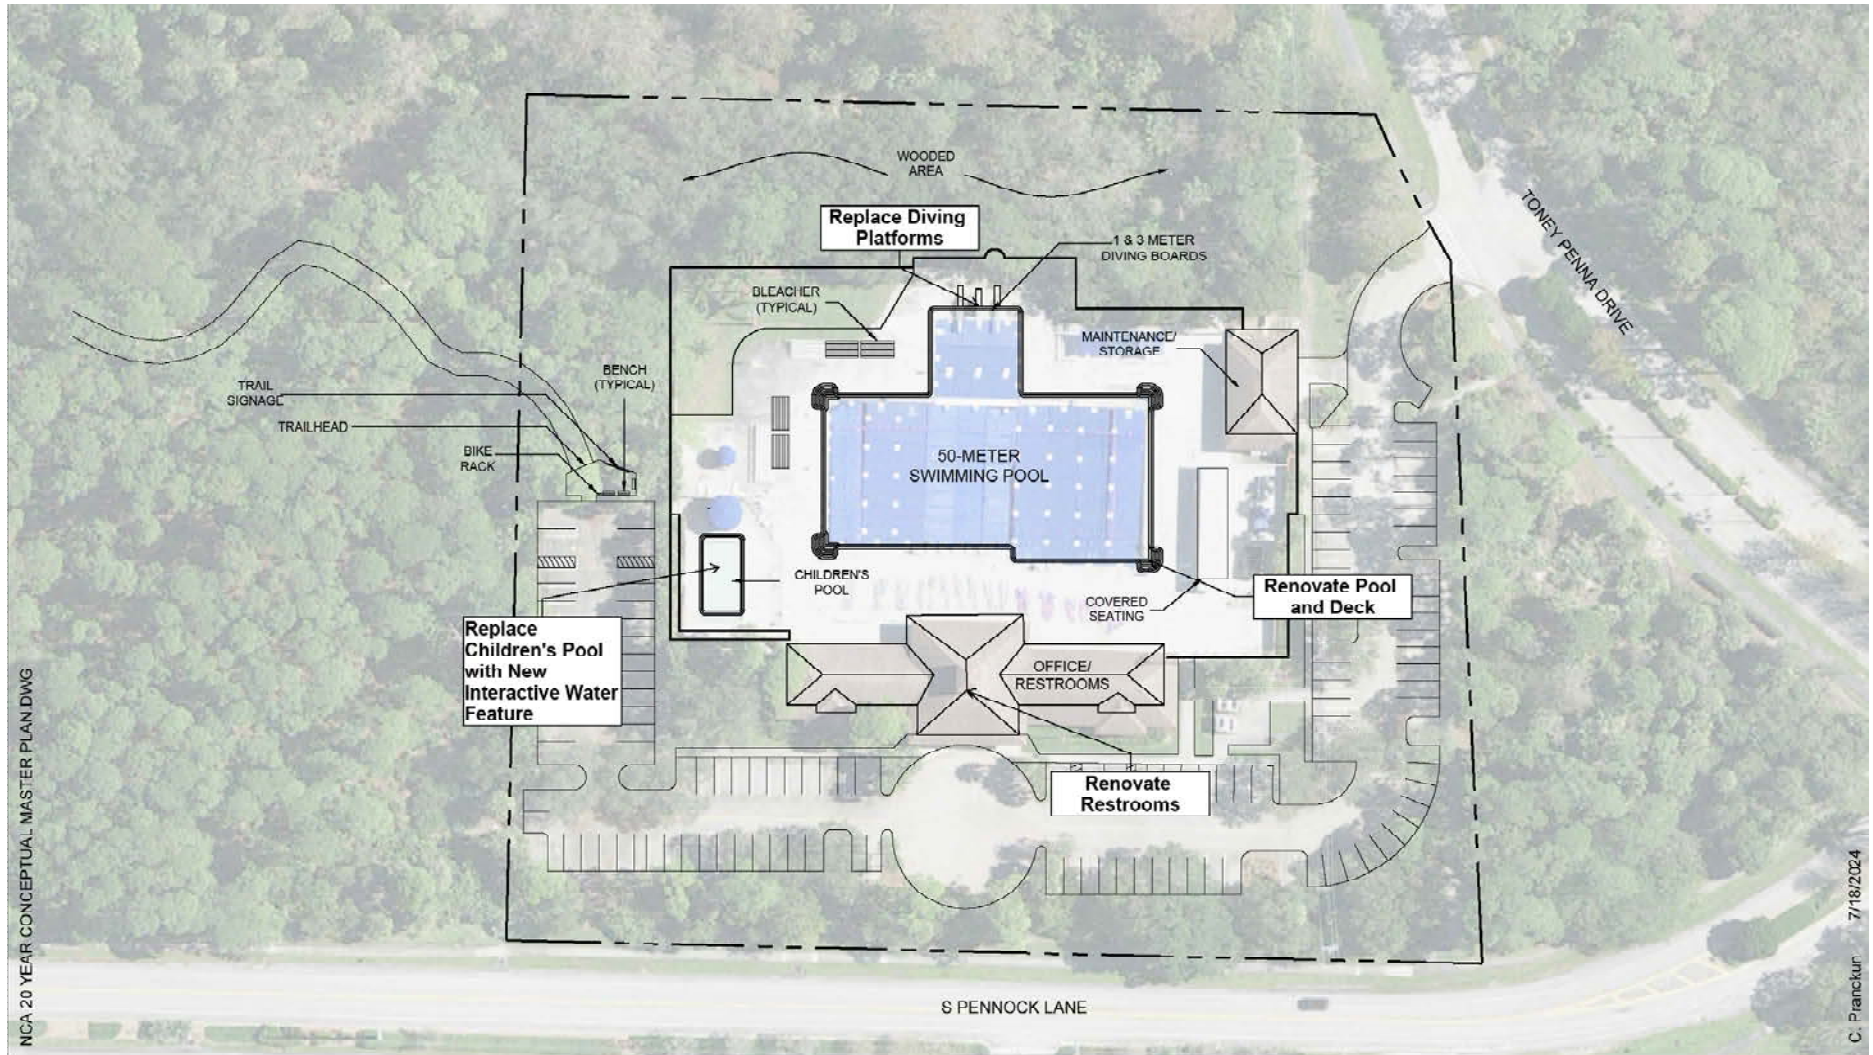 WOODED
AREA
Replace Diving
Platforms
1 & 3 METER
DIVING BOARDS
TONEY PENNA DRIVE
BLEACHER
(TYPICAL)
MAINTENANCE/
STORAGE
BENCH
(TYPICAL)
TRAIL
SIGNAGE
TRAILHEAD
BIKE
RACK
50-METER
SWIMMING POOL
CHILDREN'S
POOL
COVERED
SEATING
Renovate Pool
and Deck
Replace
Children's Pool
with New
Interactive Water
Feature
OFFICE/
RESTROOMS
Renovate
Restrooms
S PENNOCK LANE
NCA 20 YEAR CONCEPTUAL MASTER PLAN.DWG
C. Pranckun 7/18/2024